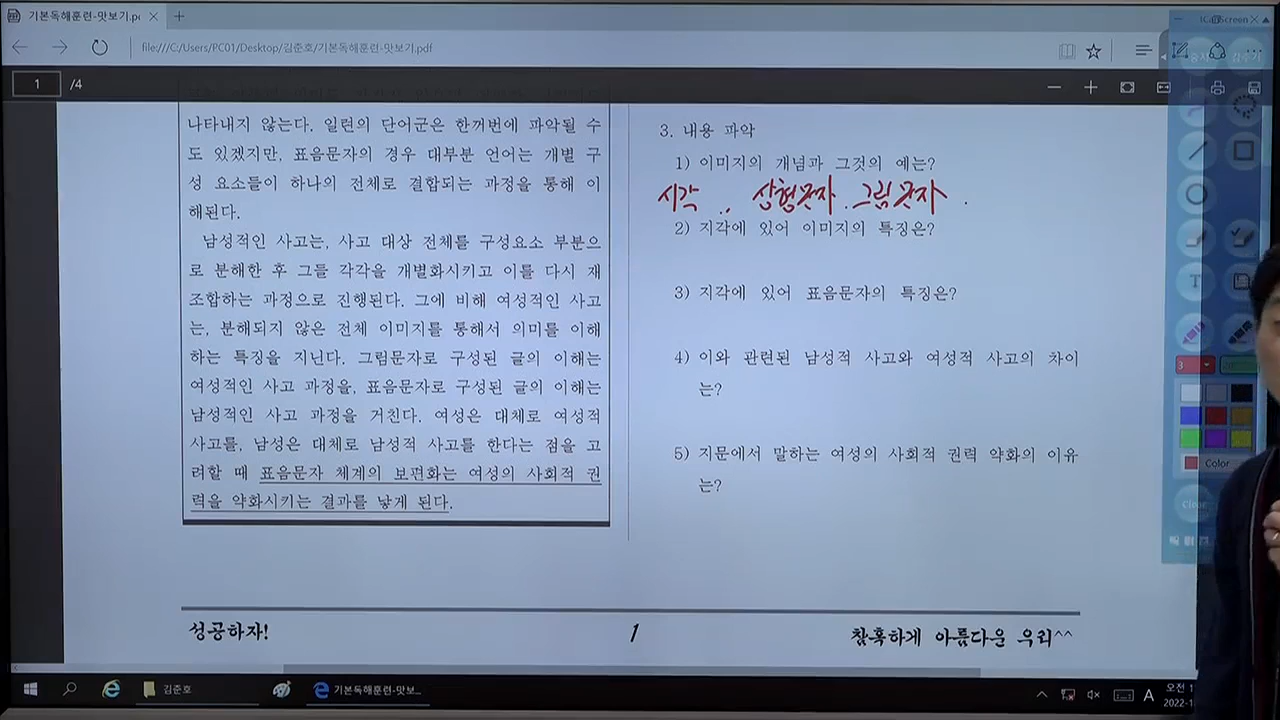 기본독해훈련-맛보기.pc
file:///C:/Users/PC01/Desktop/김준호/기본독해훈련-맛보기.pdf
1 /4
나타내지 않는다. 일련의 단어군은 한꺼번에 파악될 수
도 있겠지만, 표음문자의 경우 대부분 언어는 개별 구
성 요소들이 하나의 전체로 결합되는 과정을 통해 이
해된다.
남성적인 사고는, 사고 대상 전체를 구성요소 부분으
로 분해한 후 그들 각각을 개별화시키고 이를 다시 재
조합하는 과정으로 진행된다. 그에 비해 여성적인 사고
는, 분해되지 않은 전체 이미지를 통해서 의미를 이해
하는 특징을 지닌다. 그림문자로 구성된 글의 이해는
여성적인 사고 과정을, 표음문자로 구성된 글의 이해는
남성적인 사고 과정을 거친다. 여성은 대체로 여성적
사고를, 남성은 대체로 남성적 사고를 한다는 점을 고
려할 때 표음문자 체계의 보편화는 여성의 사회적 권
력을 약화시키는 결과를 낳게 된다.
3. 내용 파악
1) 이미지의 개념과 그것의 예는?
시각 .. 상형문자. 그림문자 .
2) 지각에 있어 이미지의 특징은?
3) 지각에 있어 표음문자의 특징은?
4) 이와 관련된 남성적 사고와 여성적 사고의 차이
는?
5) 지문에서 말하는 여성의 사회적 권력 약화의 이유
는?
성공하자!
1
참혹하게 아름다운 우리^^
T
3
Color
김준호
기본독해훈련-맛보...
A
오전 1
2022-1